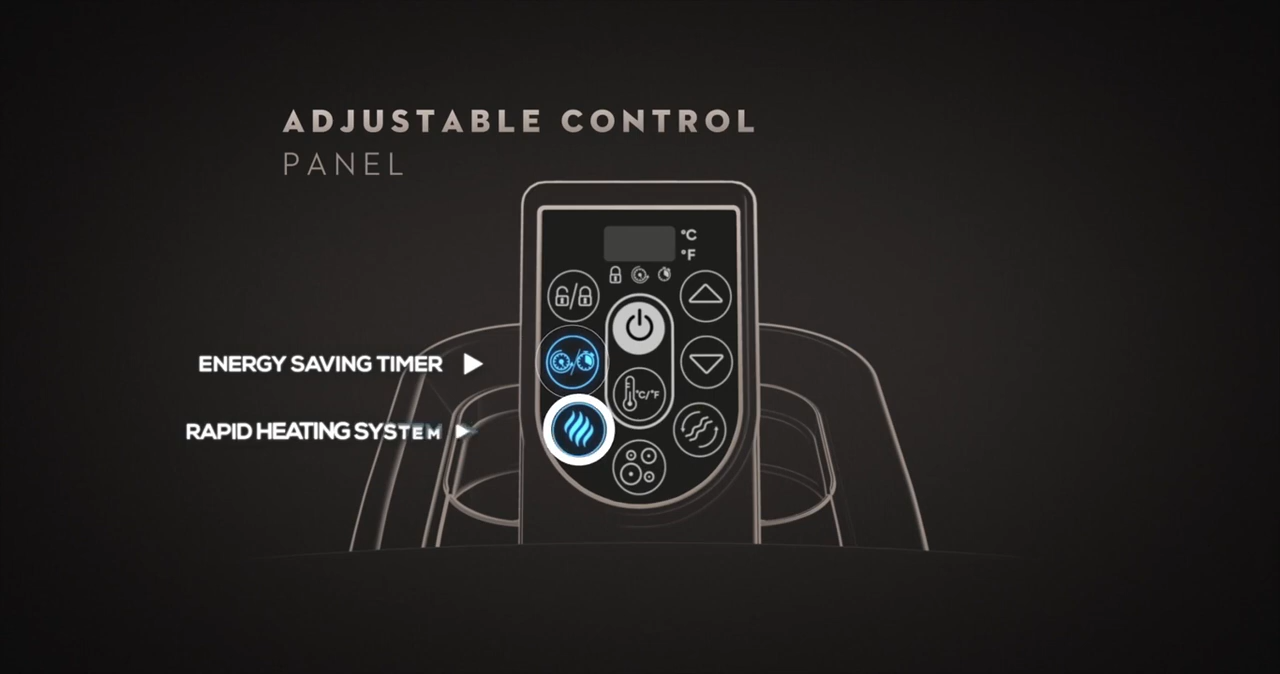 ADJUSTABLE CONTROL
PANEL
°C
°F
°C/°F
ENERGY SAVING TIMER
RAPID HEATING SYSTEM